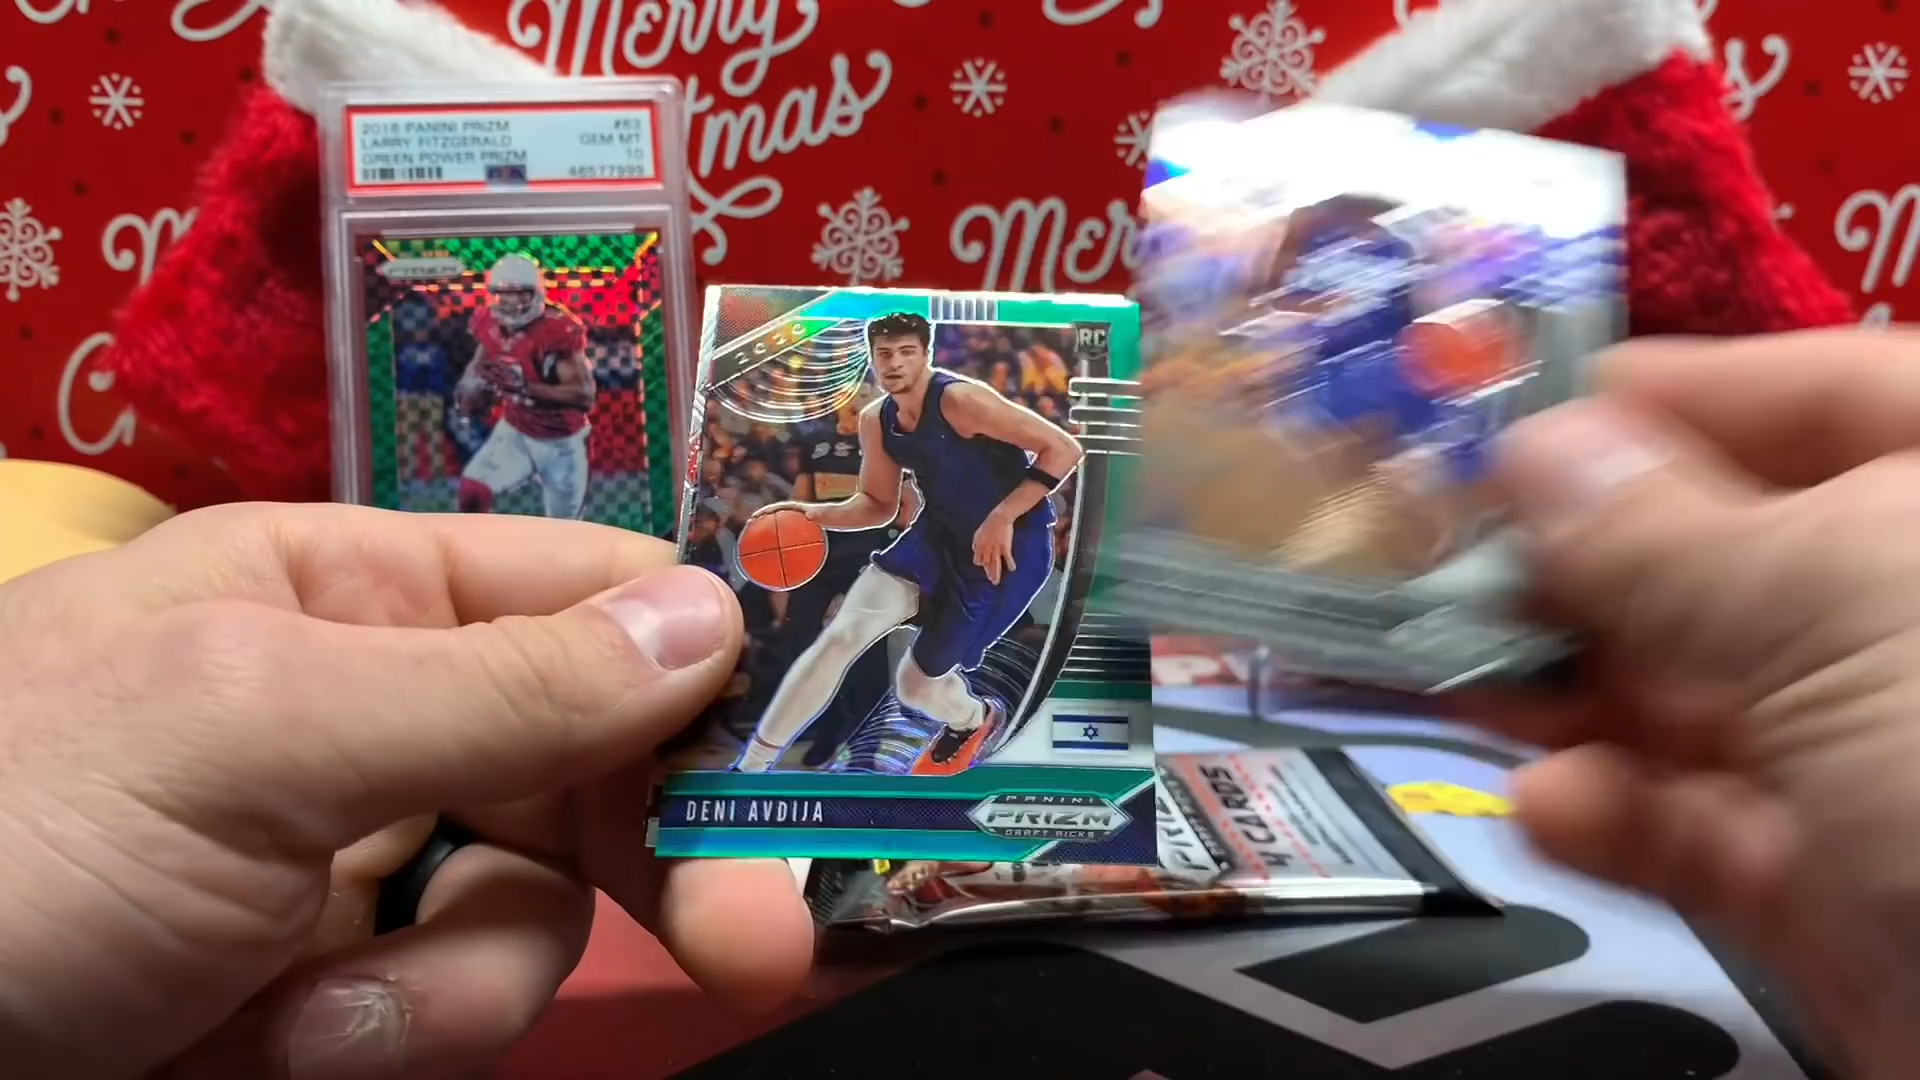 Merry
Christmas
2018 PANINI PRIZM #63
LARRY FITZGERALD GEM MT
GREEN POWER PRIZM 10
46577999
PRIZM
Mer
2020
RC
DENI AVDIJA
PANINI
PRIZM
DRAFT PICKS
4 CARDS